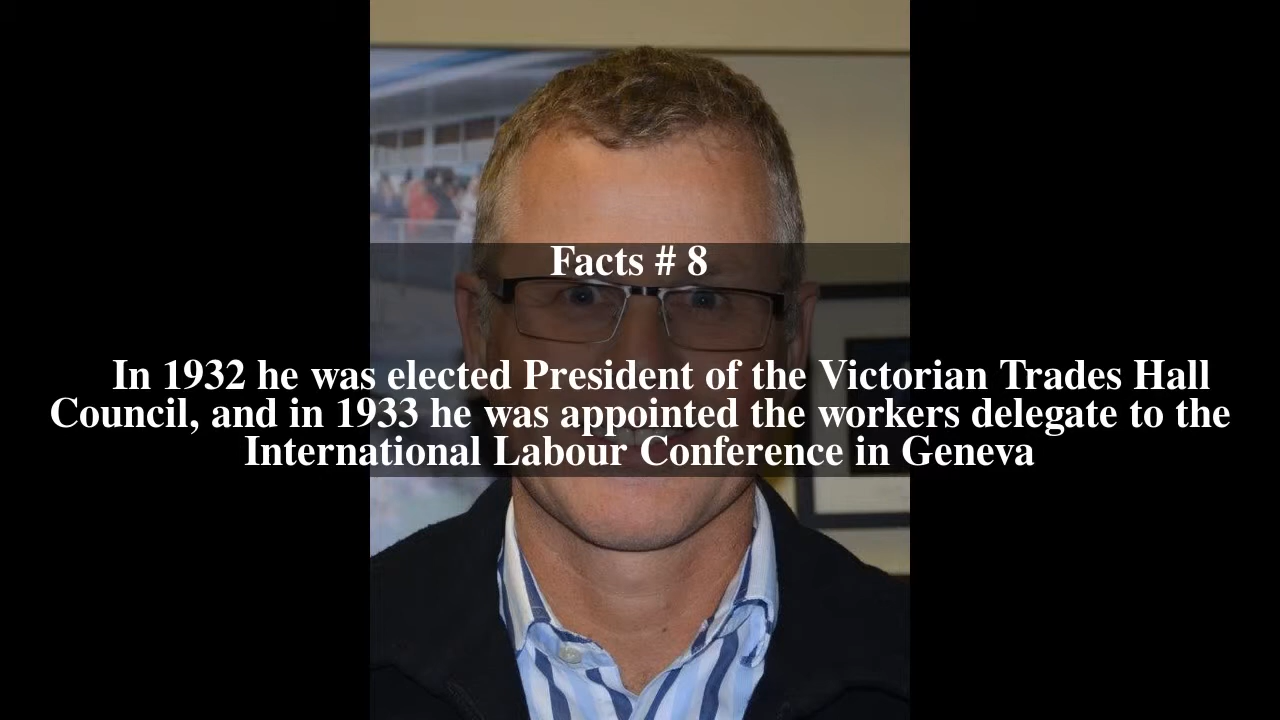 Facts # 8
In 1932 he was elected President of the Victorian Trades Hall
Council, and in 1933 he was appointed the workers delegate to the
International Labour Conference in Geneva